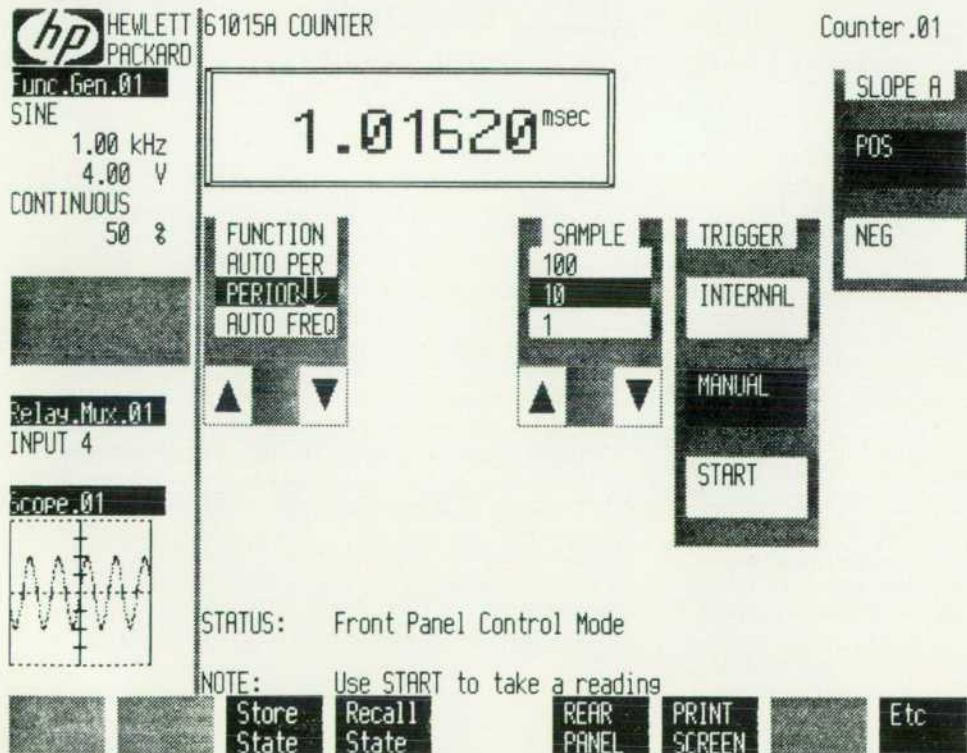 hp HEWLETT PACKARD
61015A COUNTER
Counter.01
Func.Gen.01
SINE
1.00 kHz
4.00 V
CONTINUOUS
50 %
Relay.Mux.01
INPUT 4
Scope.01
1.01620 msec
FUNCTION
AUTO PER
PERIOD
AUTO FREQ
SAMPLE
100
10
1
TRIGGER
INTERNAL
MANUAL
START
SLOPE A
POS
NEG
STATUS: Front Panel Control Mode
NOTE: Use START to take a reading
Store State
Recall State
REAR PANEL
PRINT SCREEN
Etc